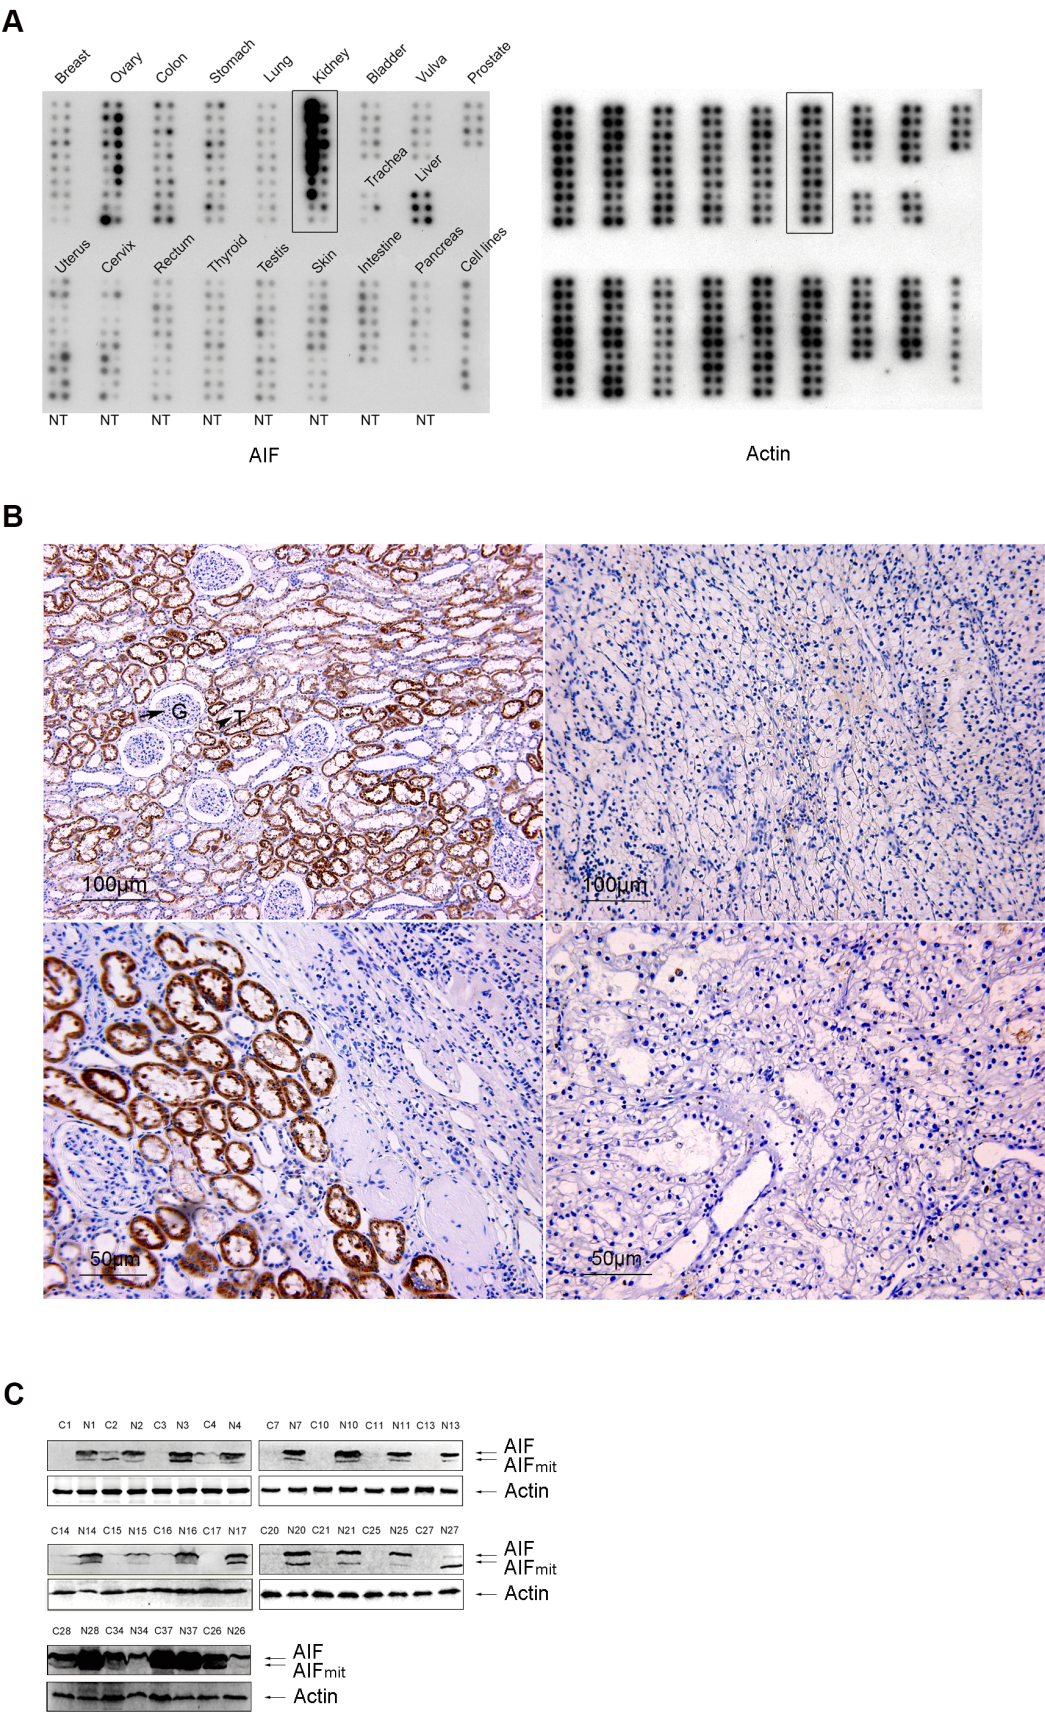 A
Breast Ovary Colon Stomach Lung Kidney Bladder Vulva Prostate
Trachea Liver
Uterus Cervix Rectum Thyroid Testis Skin Intestine Pancreas Cell lines
NT NT NT NT NT NT NT NT
AIF Actin
B
G T
100µm 100µm
50µm 50µm
C
C1 N1 C2 N2 C3 N3 C4 N4 C7 N7 C10 N10 C11 N11 C13 N13
AIF
AIFmit
Actin
C14 N14 C15 N15 C16 N16 C17 N17 C20 N20 C21 N21 C25 N25 C27 N27
AIF
AIFmit
Actin
C28 N28 C34 N34 C37 N37 C26 N26
AIF
AIFmit
Actin